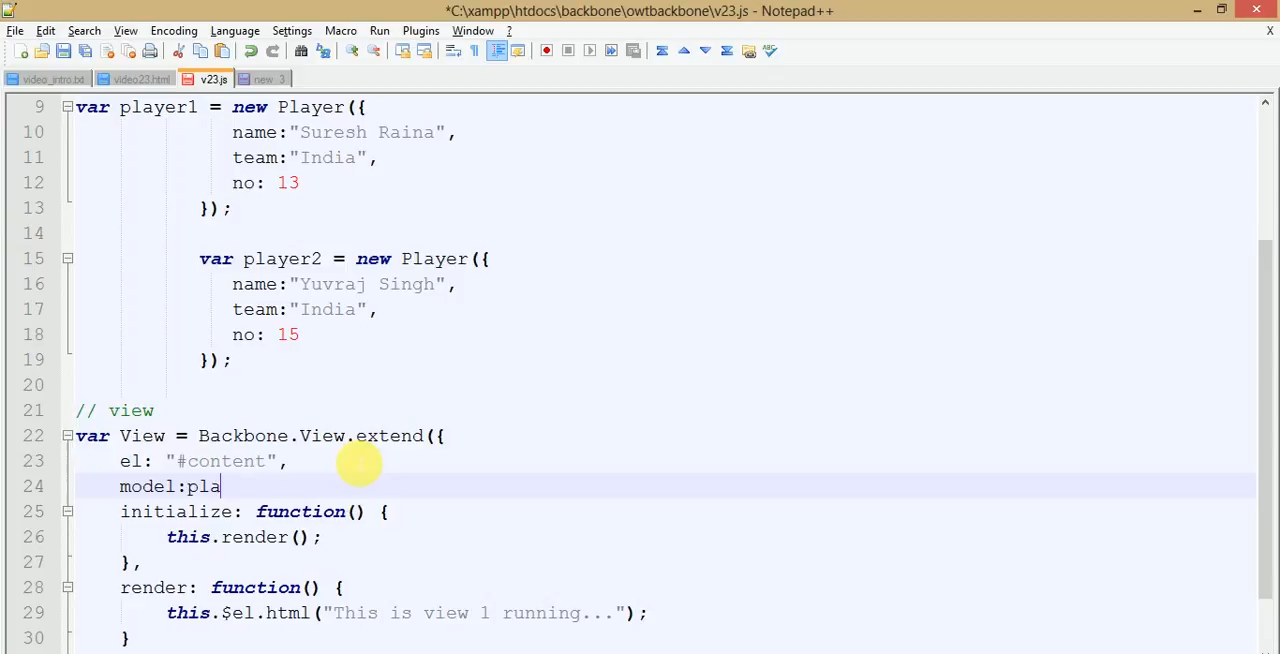 *C:\xampp\htdocs\backbone\owtbackbone\v23.js - Notepad++
File Edit Search View Encoding Language Settings Macro Run Plugins Window ? X
video_intro.txt video23.html v23.js new 3
9 var player1 = new Player({
10 name:"Suresh Raina",
11 team:"India",
12 no: 13
13 });
14
15 var player2 = new Player({
16 name:"Yuvraj Singh",
17 team:"India",
18 no: 15
19 });
20
21 // view
22 var View = Backbone.View.extend({
23 el: "#content",
24 model:pla
25 initialize: function() {
26 this.render();
27 },
28 render: function() {
29 this.$el.html("This is view 1 running...");
30 }